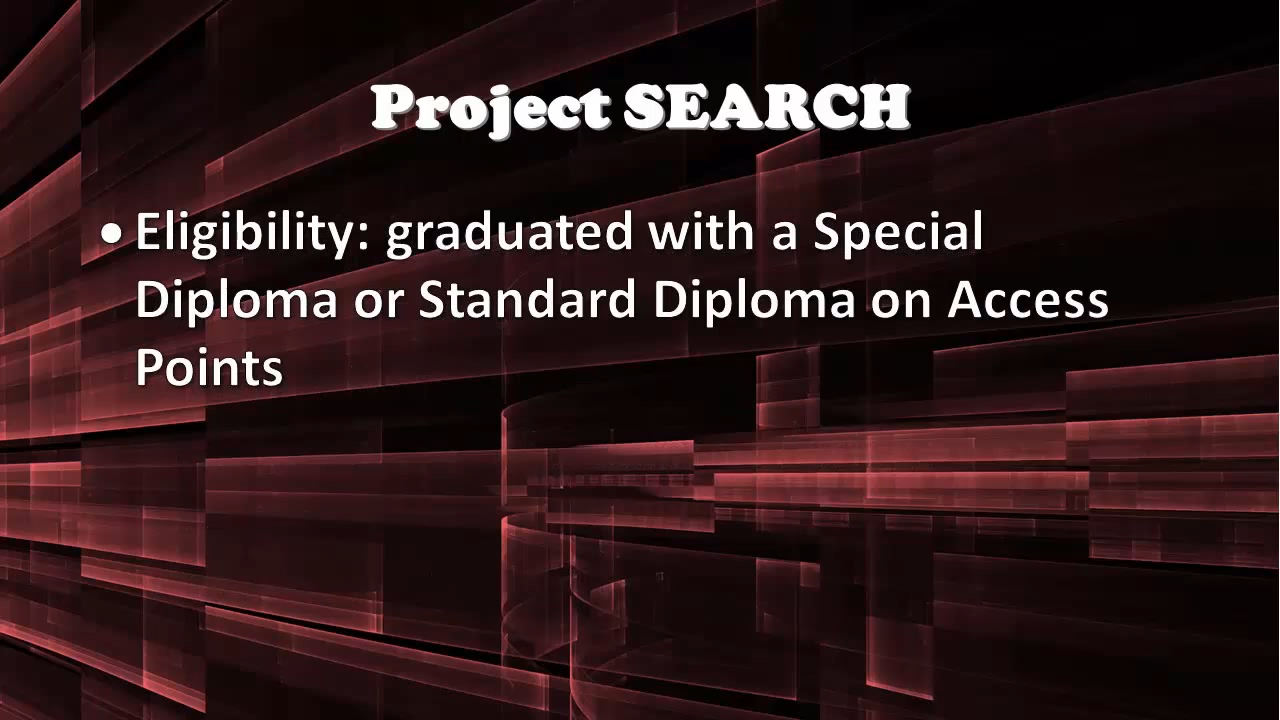 Project SEARCH
• Eligibility: graduated with a Special
Diploma or Standard Diploma on Access
Points